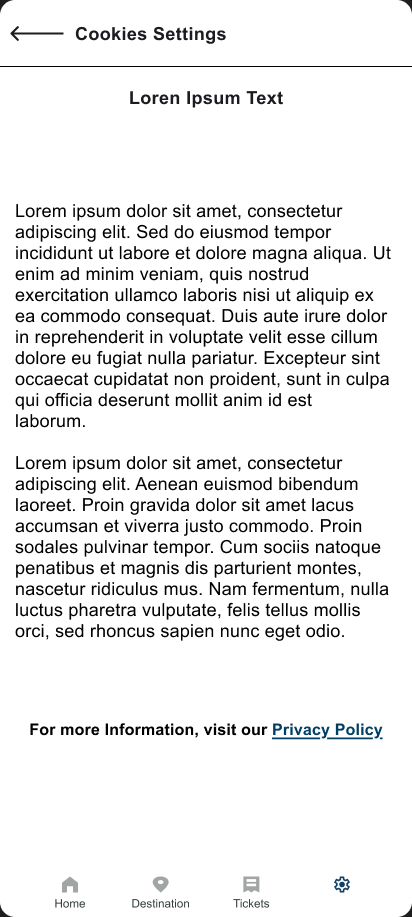 Cookies Settings
Loren Ipsum Text
Lorem ipsum dolor sit amet, consectetur
adipiscing elit. Sed do eiusmod tempor
incididunt ut labore et dolore magna aliqua. Ut
enim ad minim veniam, quis nostrud
exercitation ullamco laboris nisi ut aliquip ex
ea commodo consequat. Duis aute irure dolor
in reprehenderit in voluptate velit esse cillum
dolore eu fugiat nulla pariatur. Excepteur sint
occaecat cupidatat non proident, sunt in culpa
qui officia deserunt mollit anim id est
laborum.
Lorem ipsum dolor sit amet, consectetur
adipiscing elit. Aenean euismod bibendum
laoreet. Proin gravida dolor sit amet lacus
accumsan et viverra justo commodo. Proin
sodales pulvinar tempor. Cum sociis natoque
penatibus et magnis dis parturient montes,
nascetur ridiculus mus. Nam fermentum, nulla
luctus pharetra vulputate, felis tellus mollis
orci, sed rhoncus sapien nunc eget odio.
For more Information, visit our Privacy Policy
Home Destination Tickets